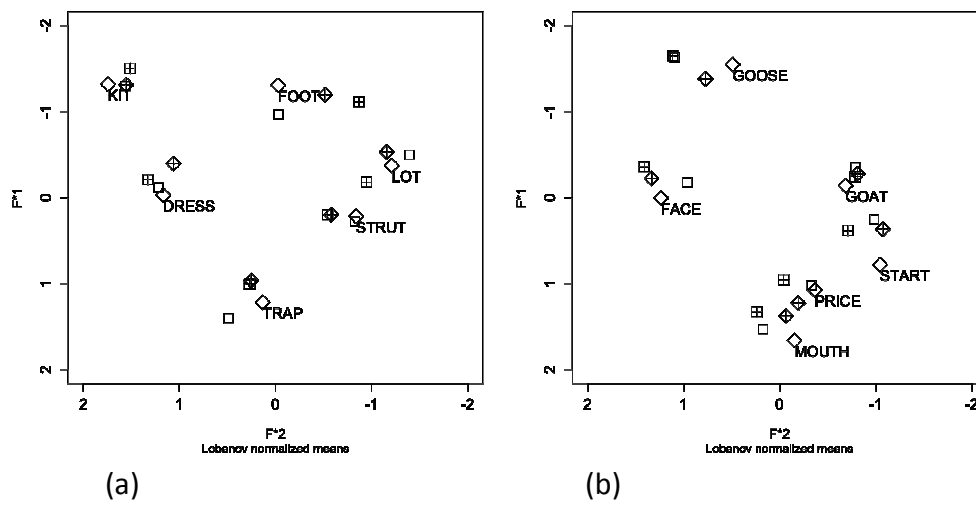 -2
-1
0
1
2
F*1
KIT
FOOT
LOT
DRESS
STRUT
TRAP
2 1 0 -1 -2
F*2
Lobanov normalized means
(a)
-2
-1
0
1
2
F*1
GOOSE
FACE
GOAT
START
PRICE
MOUTH
2 1 0 -1 -2
F*2
Lobanov normalized means
(b)